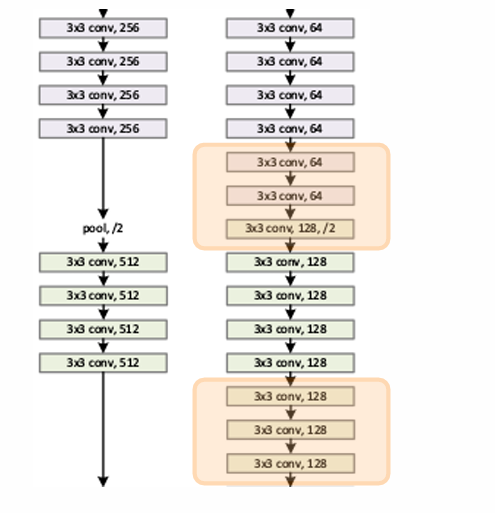 3x3 conv, 256
3x3 conv, 256
3x3 conv, 256
3x3 conv, 256
pool, /2
3x3 conv, 512
3x3 conv, 512
3x3 conv, 512
3x3 conv, 512
3x3 conv, 64
3x3 conv, 64
3x3 conv, 64
3x3 conv, 64
3x3 conv, 64
3x3 conv, 64
3x3 conv, 128, /2
3x3 conv, 128
3x3 conv, 128
3x3 conv, 128
3x3 conv, 128
3x3 conv, 128
3x3 conv, 128
3x3 conv, 128